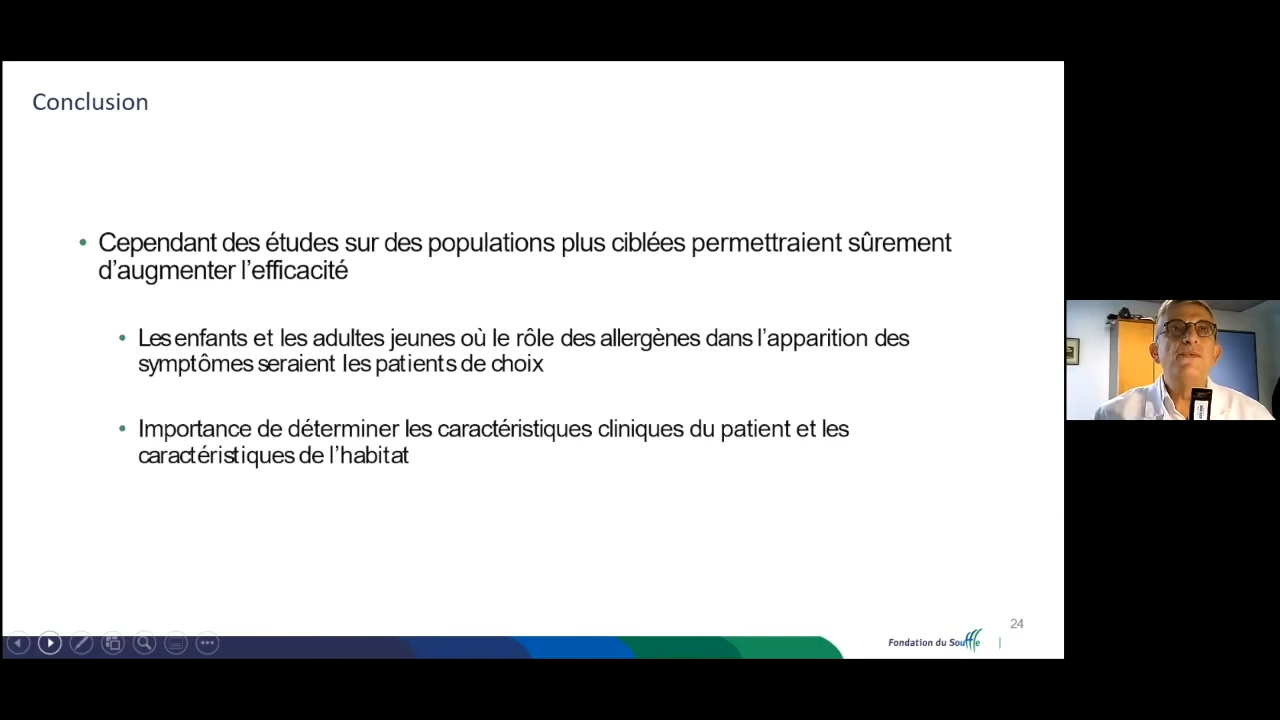 Conclusion
• Cependant des études sur des populations plus ciblées permettraient sûrement
d’augmenter l’efficacité
• Les enfants et les adultes jeunes où le rôle des allergènes dans l’apparition des
symptômes seraient les patients de choix
• Importance de déterminer les caractéristiques cliniques du patient et les
caractéristiques de l’habitat
24
Fondation du Souffle